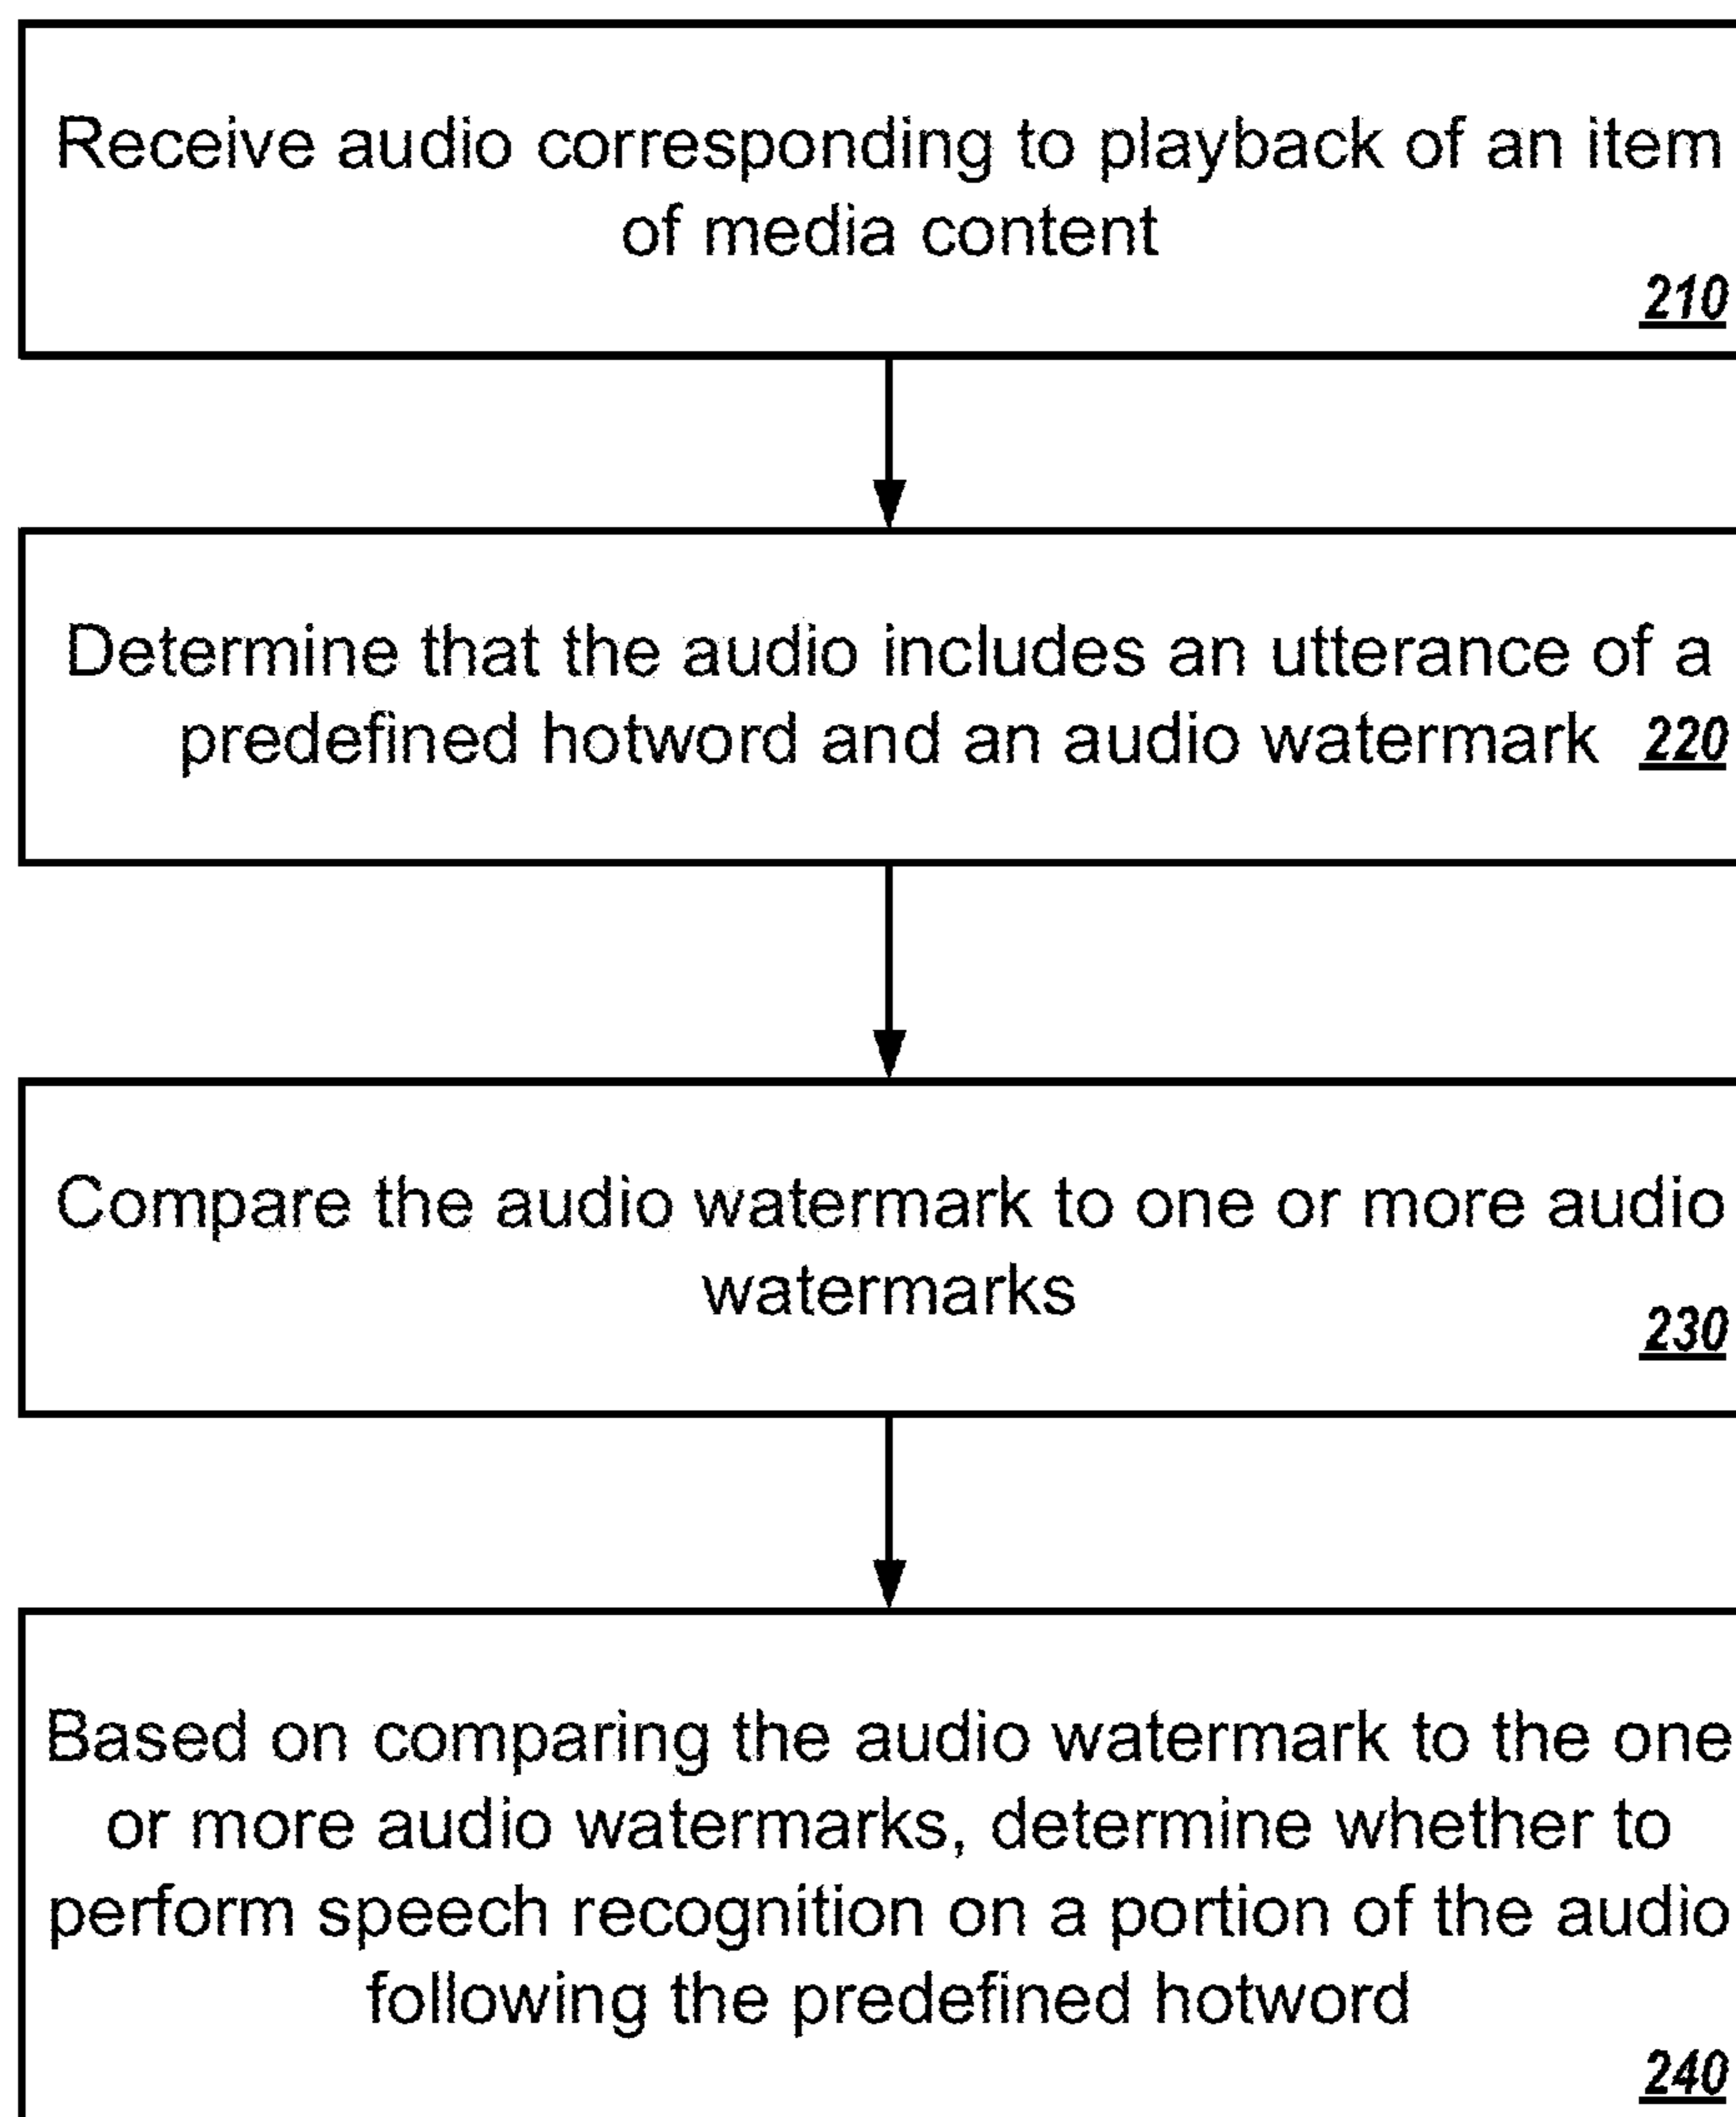 Receive audio corresponding to playback of an item
of media content
210
Determine that the audio includes an utterance of a
predefined hotword and an audio watermark 220
Compare the audio watermark to one or more audio
watermarks
230
Based on comparing the audio watermark to the one
or more audio watermarks, determine whether to
perform speech recognition on a portion of the audio
following the predefined hotword
240